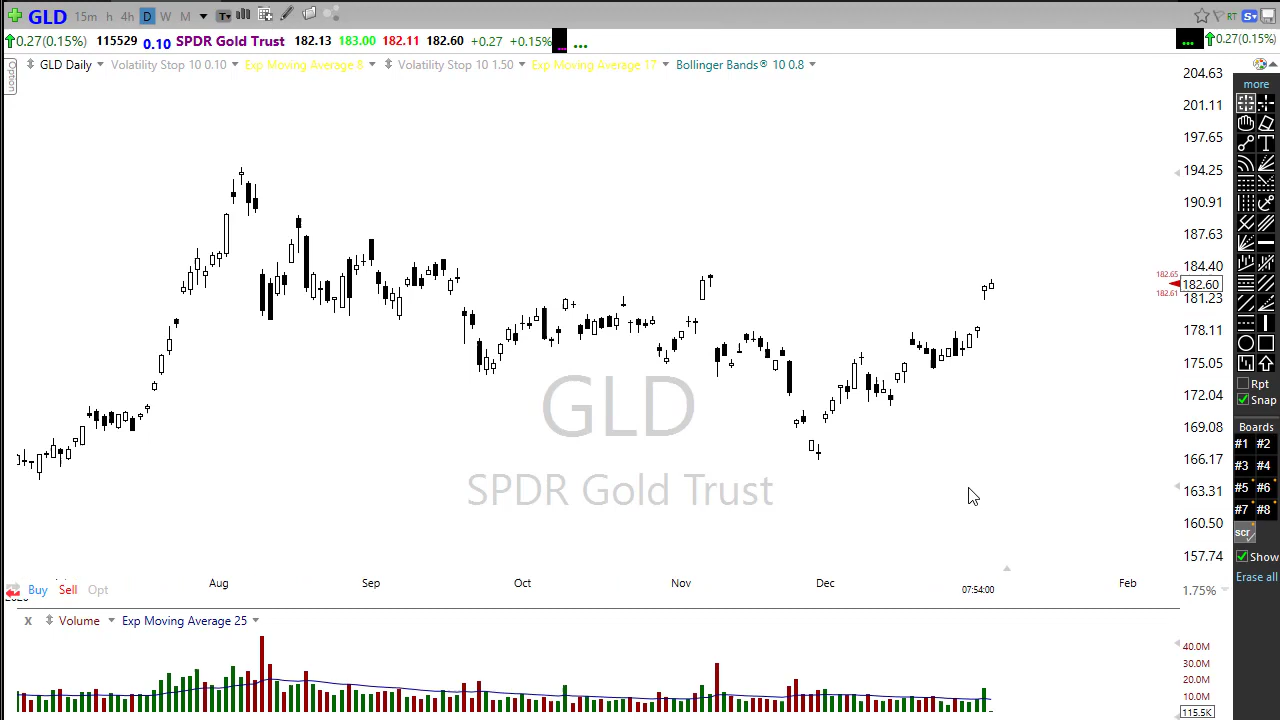 GLD 15m h 4h D W M T RT S
0.27(0.15%) 115529 0.10 SPDR Gold Trust 182.13 183.00 182.11 182.60 +0.27 +0.15% ... ... 0.27(0.15%)
Option
GLD Daily Volatility Stop 10 0.10 Exp Moving Average 8 Volatility Stop 10 1.50 Exp Moving Average 17 Bollinger Bands® 10 0.8
204.63
201.11
197.65
194.25
190.91
187.63
184.40
182.65
182.60
182.61
181.23
178.11
175.05
172.04
169.08
166.17
163.31
160.50
157.74
1.75%
GLD
SPDR Gold Trust
more
T
Rpt
Snap
Boards
#1 #2
#3 #4
#5 #6
#7 #8
scr
Show
Erase all
Aug Sep Oct Nov Dec Feb
07:54:00
Buy Sell Opt
X Volume Exp Moving Average 25
40.0M
30.0M
20.0M
10.0M
115.5K